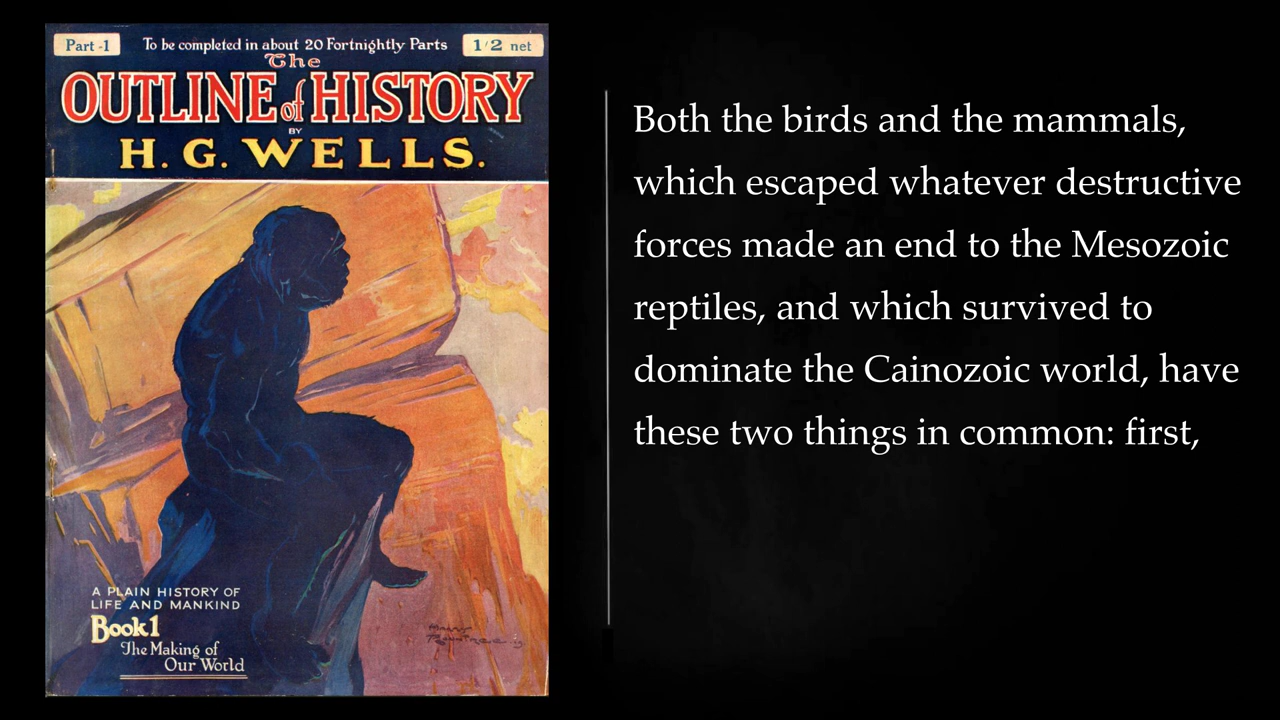 Part -1
To be completed in about 20 Fortnightly Parts
1/2 net
The
OUTLINE of HISTORY
BY
H. G. WELLS.
A PLAIN HISTORY OF
LIFE AND MANKIND
Book 1
The Making of
Our World
Both the birds and the mammals,
which escaped whatever destructive
forces made an end to the Mesozoic
reptiles, and which survived to
dominate the Cainozoic world, have
these two things in common: first,